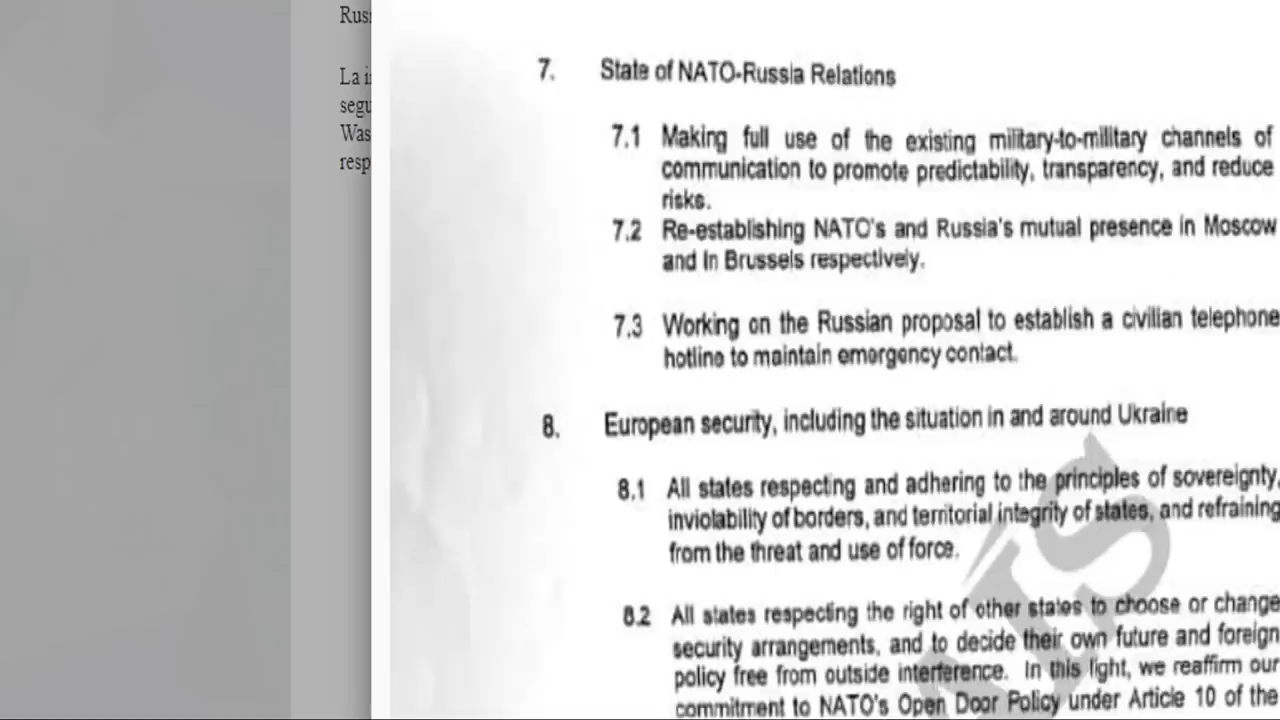 Rus
La i
segu
Was
resp
7. State of NATO-Russia Relations
7.1 Making full use of the existing military-to-military channels of
communication to promote predictability, transparency, and reduce
risks.
7.2 Re-establishing NATO's and Russia's mutual presence in Moscow
and in Brussels respectively.
7.3 Working on the Russian proposal to establish a civilian telephone
hotline to maintain emergency contact.
8. European security, including the situation in and around Ukraine
8.1 All states respecting and adhering to the principles of sovereignty,
inviolability of borders, and territorial integrity of states, and refraining
from the threat and use of force.
8.2 All states respecting the right of other states to choose or change
security arrangements, and to decide their own future and foreign
policy free from outside interference. In this light, we reaffirm our
commitment to NATO's Open Door Policy under Article 10 of the